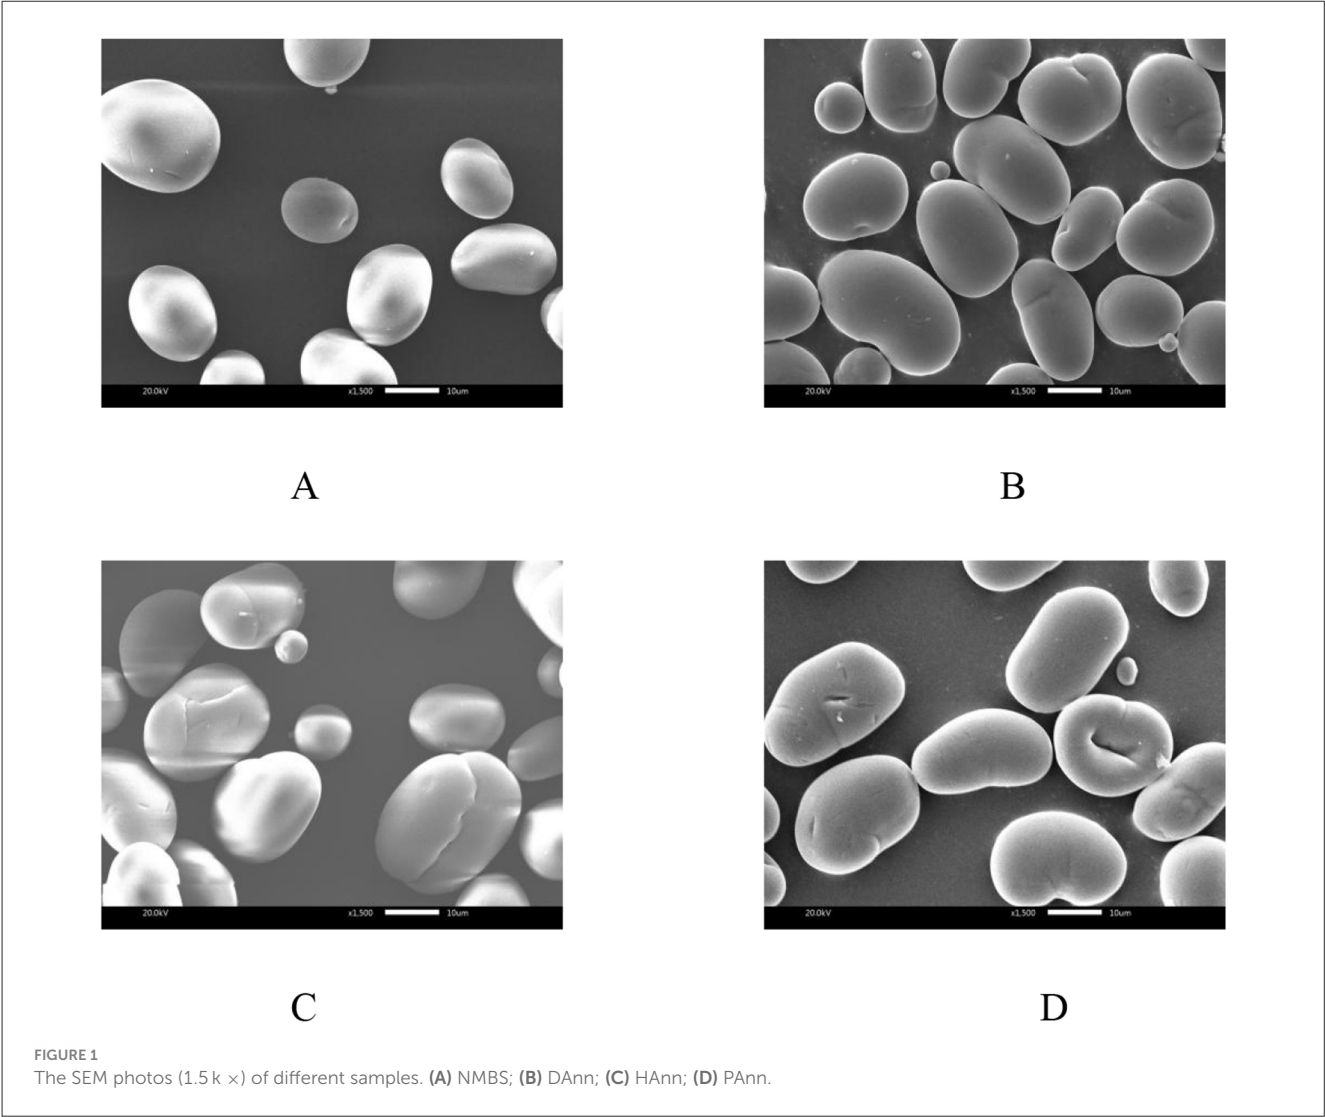 20.0kV x1,500 10um
20.0kV x1,500 10um
A
B
20.0kV x1,500 10um
20.0kV x1,500 10um
C
D
FIGURE 1
The SEM photos (1.5 k ×) of different samples. (A) NMBS; (B) DAnn; (C) HAnn; (D) PAnn.